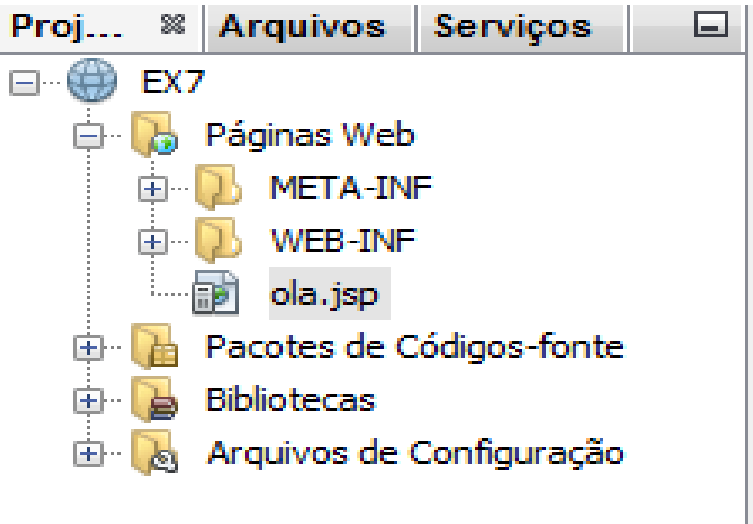 Proj... Arquivos Serviços
EX7
Páginas Web
META-INF
WEB-INF
ola.jsp
Pacotes de Códigos-fonte
Bibliotecas
Arquivos de Configuração